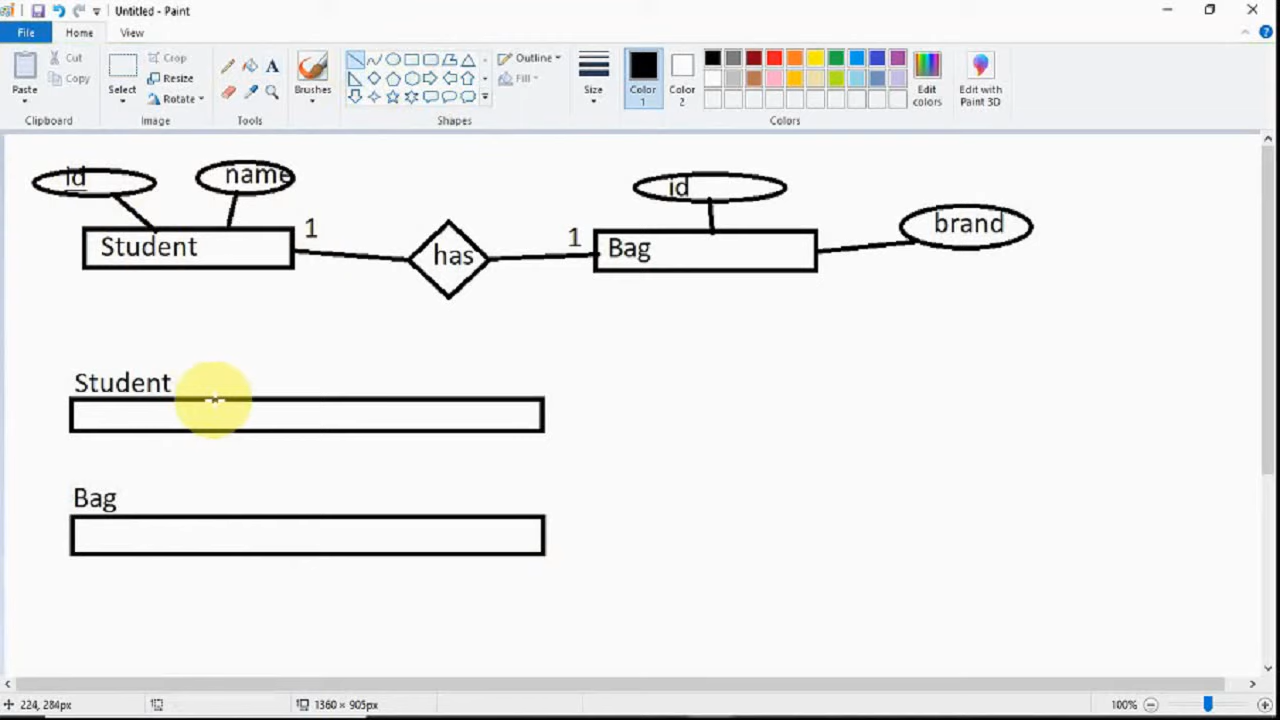 Untitled - Paint
File Home View
Paste
Cut
Copy
Clipboard
Select
Crop
Resize
Rotate
Image
A
Tools
Brushes
Outline
Fill
Shapes
Size
Color 1
Color 2
Edit colors
Edit with Paint 3D
Colors
id name id brand
Student 1 has 1 Bag
Student
Bag
224, 284px 1360 × 905px 100%